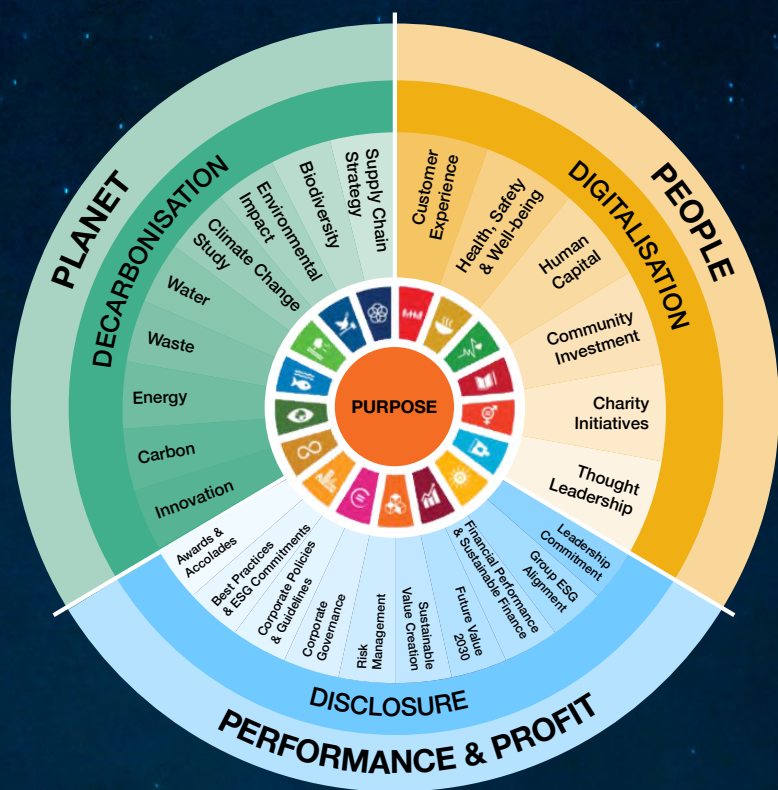 PLANET
DECARBONISATION
Supply Chain
Strategy
Biodiversity
Environmental
Impact
Climate Change
Study
Water
Waste
Energy
Carbon
Innovation
PEOPLE
DIGITALISATION
Customer
Experience
Health, Safety
& Well-being
Human
Capital
Community
Investment
Charity
Initiatives
Thought
Leadership
PURPOSE
Leadership
Commitment
Group ESG
Alignment
Financial Performance
& Sustainable Finance
Future Value
2030
Sustainable
Value Creation
Risk
Management
Corporate
Governance
Corporate Policies
& Guidelines
Best Practices
& ESG Commitments
Awards &
Accolades
DISCLOSURE
PERFORMANCE & PROFIT